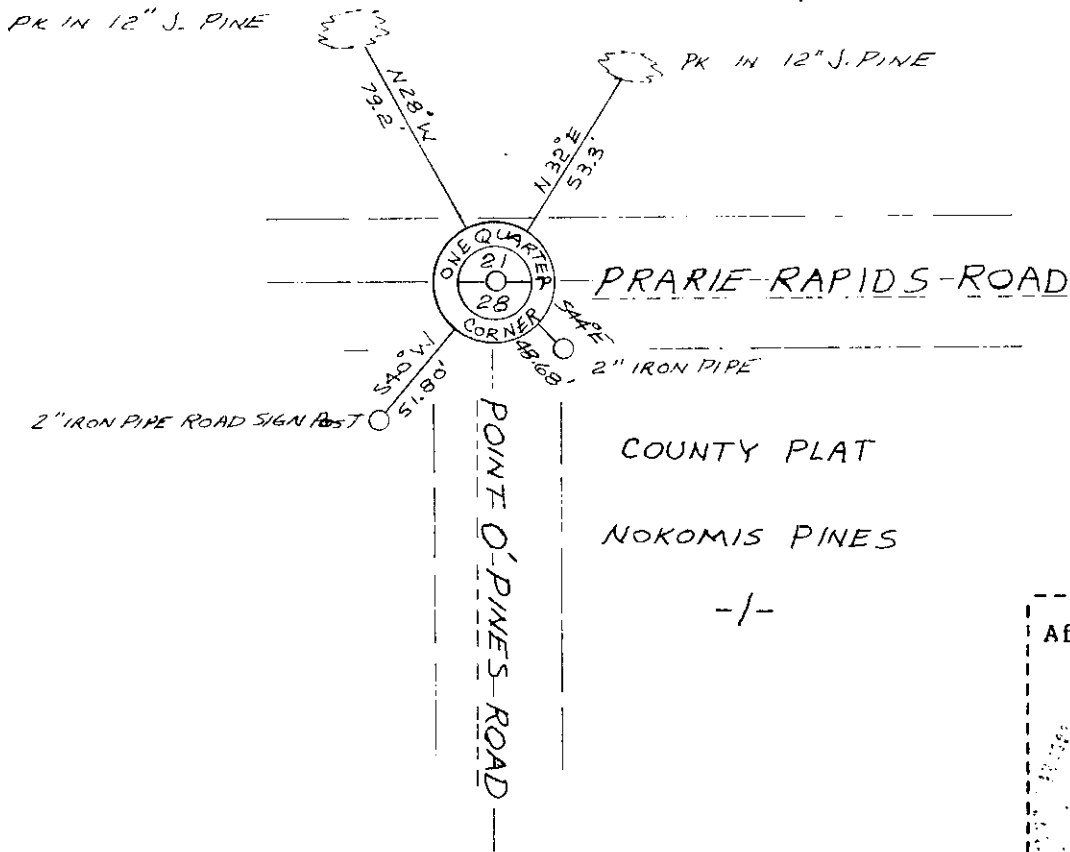 PK IN 12" J. PINE
PK IN 12" J. PINE
N28°W
79.2'
N 32° E
53.3'
ONE QUARTER
21
28
CORNER
PRARIE-RAPIDS-ROAD
S44°E
48.68'
2" IRON PIPE
S40°W
51.80'
2" IRON PIPE ROAD SIGN POST
POINT O' PINES ROAD
COUNTY PLAT
NOKOMIS PINES
-1-
Af